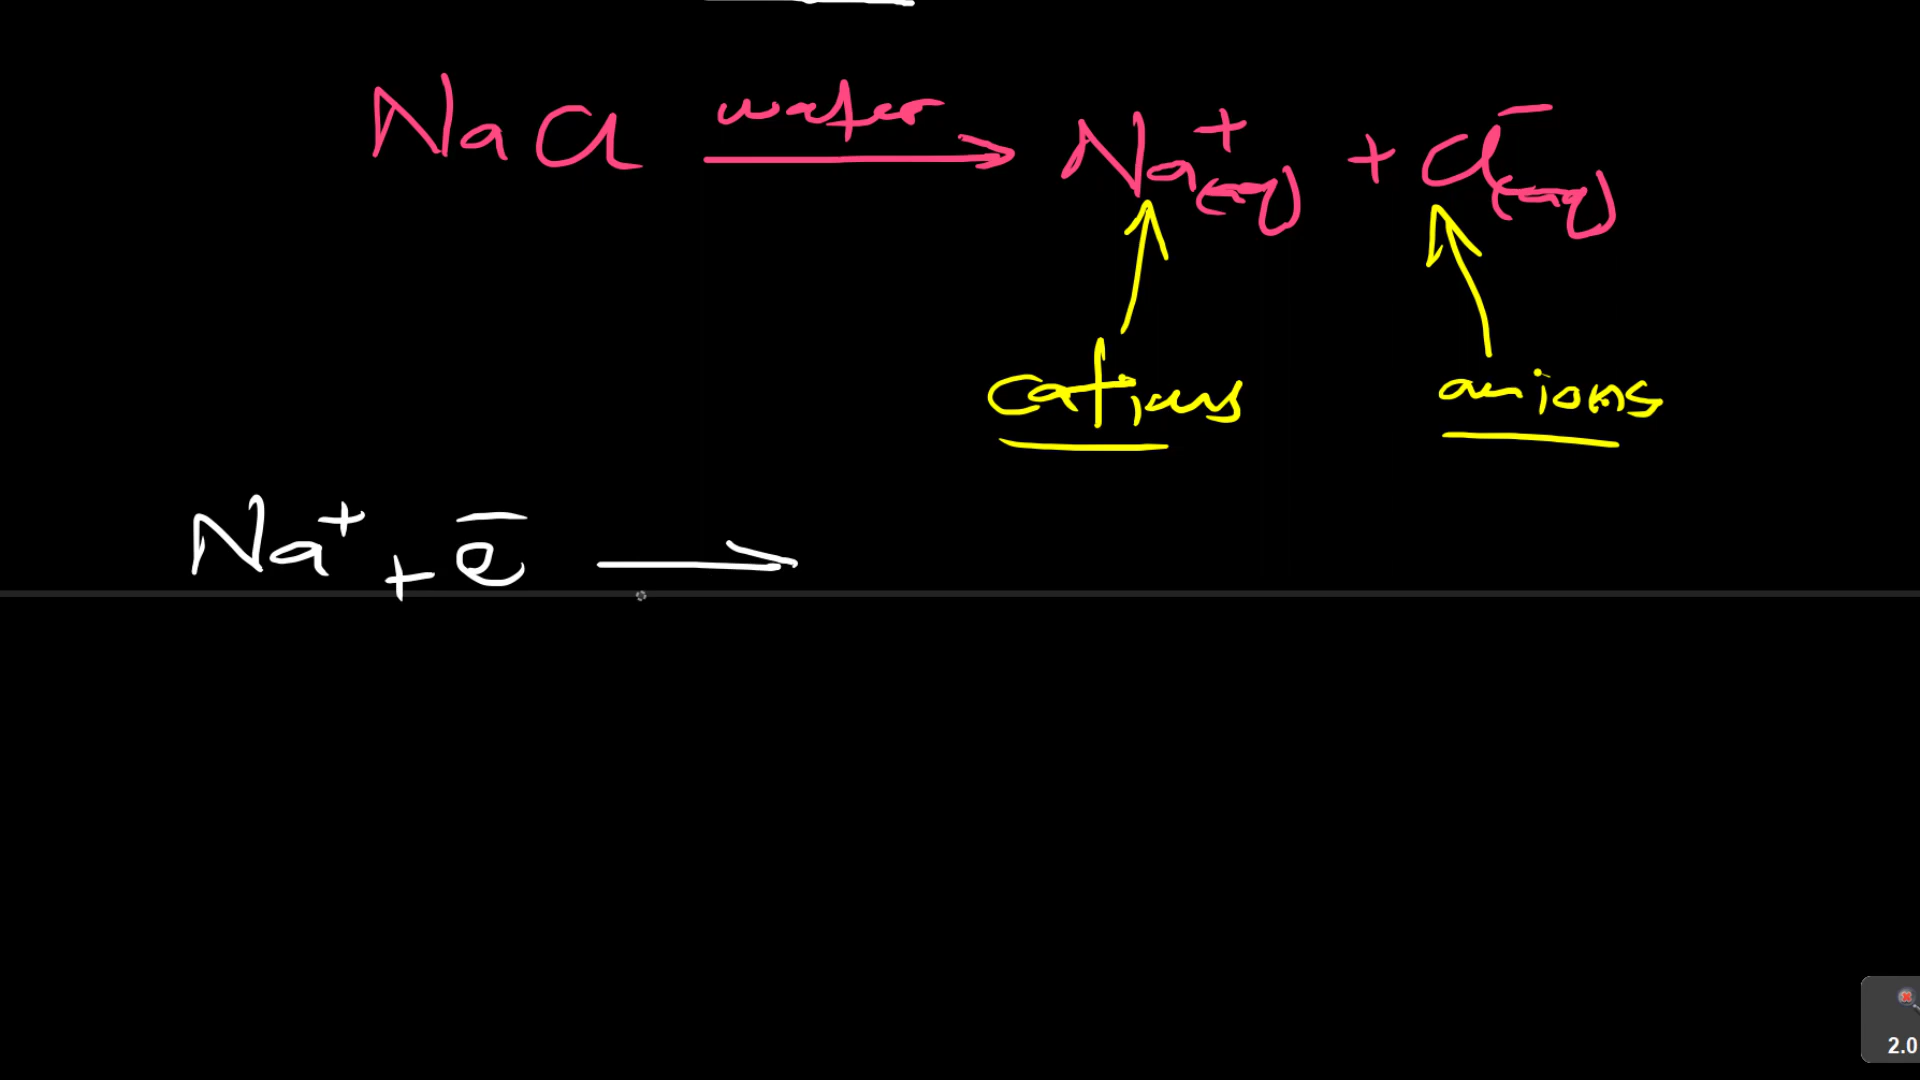 NaCl water → Na⁺(aq) + Cl⁻(aq)
cations anions
Na⁺ + e⁻ →
2.0